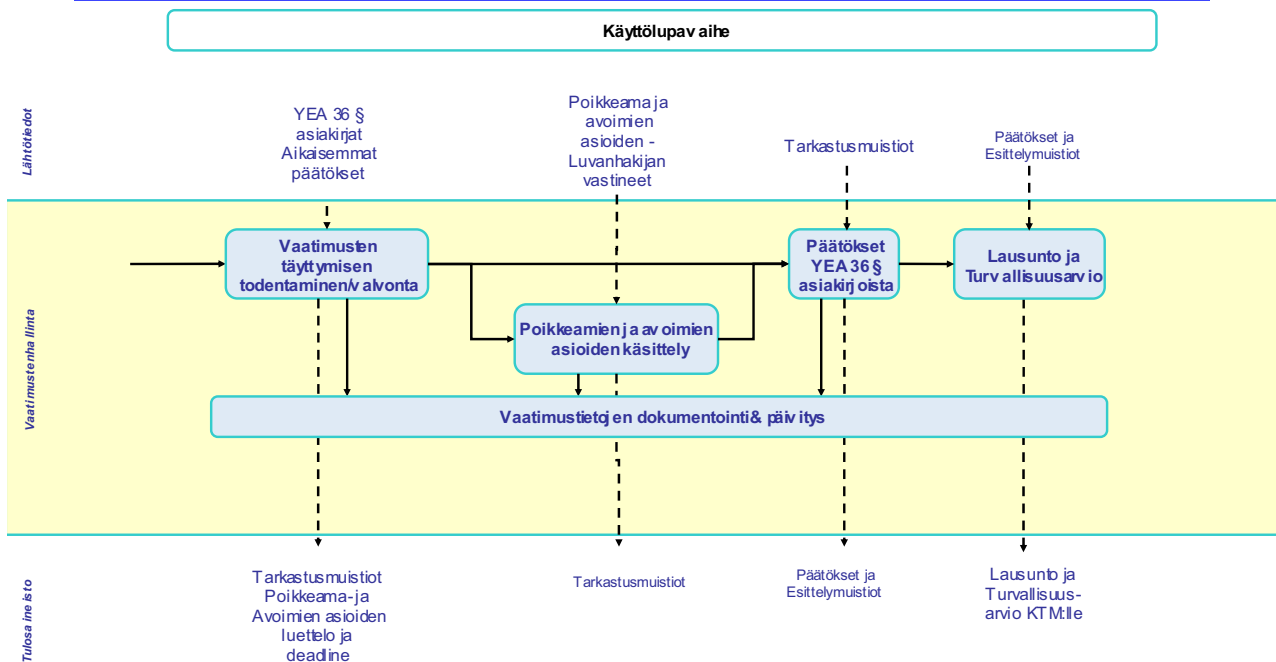 Käyttölupavaihe
Lähtötiedot
YEA 36 §
asiakirjat
Aikaisemmat
päätökset
Poikkeama ja
avoimien
asioiden -
Luvanhakijan
vastineet
Tarkastusmuistiot
Päätökset ja
Esittelymuistiot
Vaatimustenhallinta
Vaatimusten
täyttymisen
todentaminen/valvonta
Päätökset
YEA 36 §
asiakirjoista
Lausunto ja
Turvallisuusarvio
Poikkeamien ja avoimien
asioiden käsittely
Vaatimustietojen dokumentointi& päivitys
Tulosaineisto
Tarkastusmuistiot
Poikkeama- ja
Avoimien asioiden
luettelo ja
deadline
Tarkastusmuistiot
Päätökset ja
Esittelymuistiot
Lausunto ja
Turvallisuus-
arvio KTM:lle